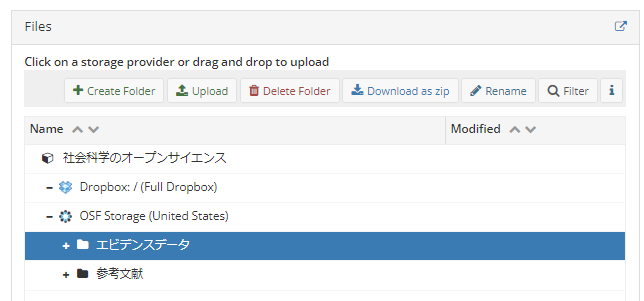 Files
Click on a storage provider or drag and drop to upload
Create Folder Upload Delete Folder Download as zip Rename Filter i
Name Modified
社会科学のオープンサイエンス
Dropbox: / (Full Dropbox)
OSF Storage (United States)
エビデンスデータ
参考文献